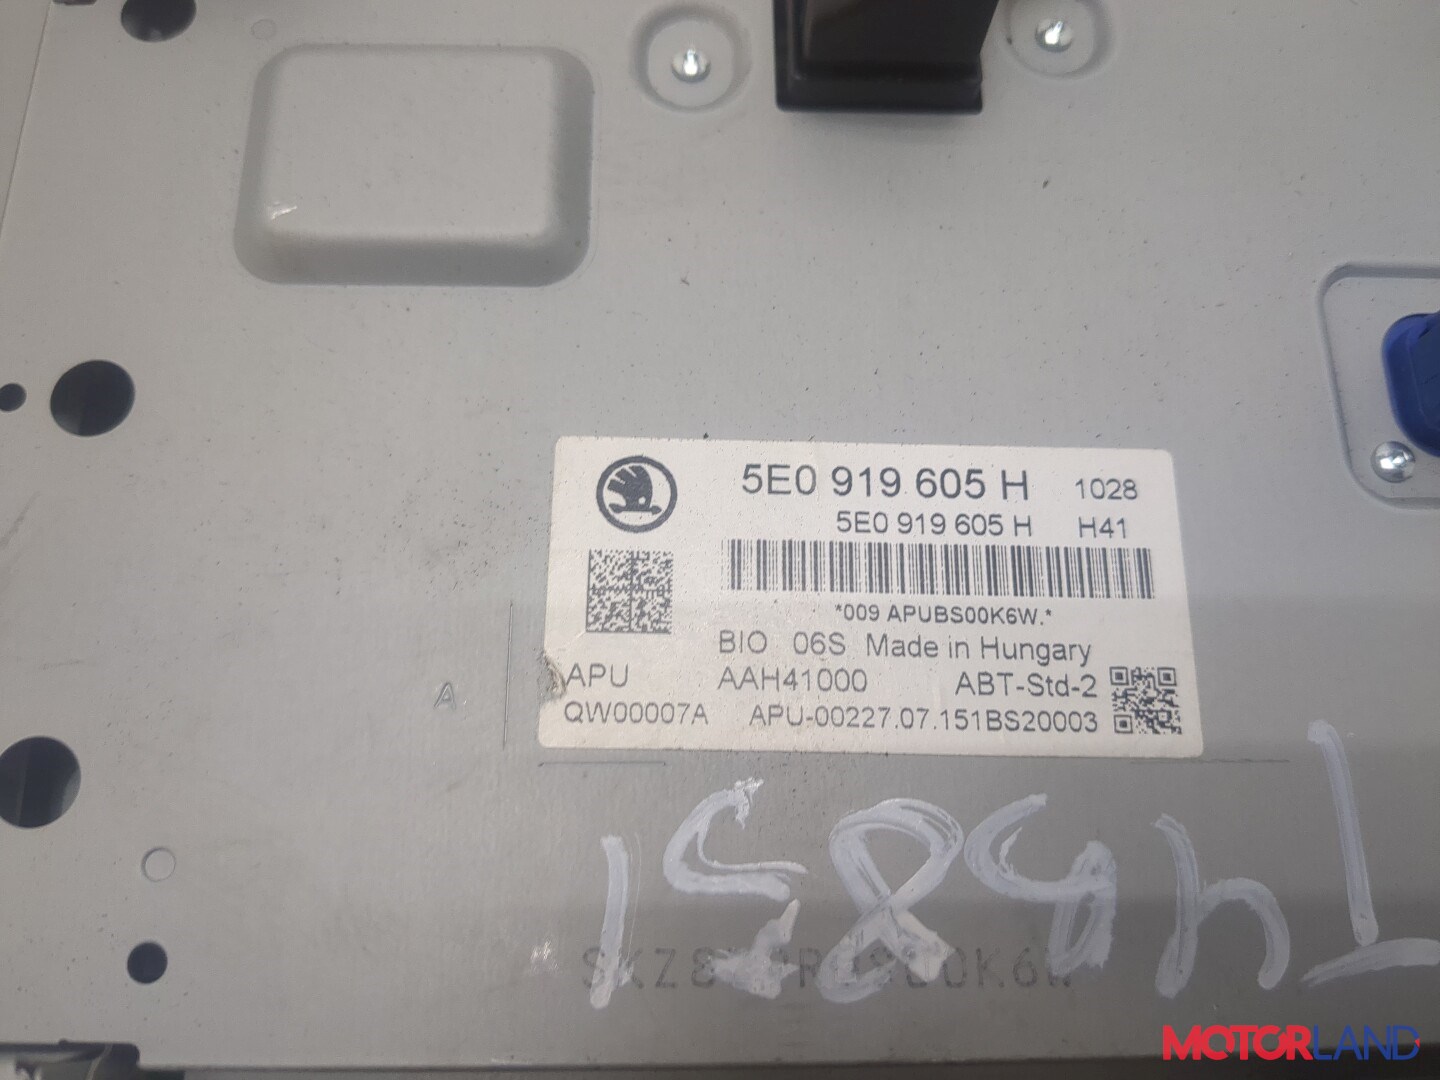 5E0 919 605 H 1028
5E0 919 605 H H41
*009 APUBS00K6W.*
BIO 06S Made in Hungary
APU AAH41000 ABT-Std-2
QW00007A APU-00227.07.151BS20003
A
MOTORLAND